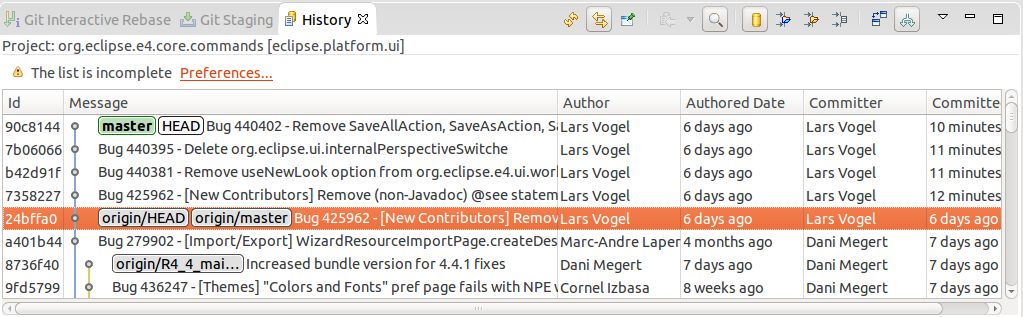 Git Interactive Rebase Git Staging History
Project: org.eclipse.e4.core.commands [eclipse.platform.ui]
The list is incomplete Preferences...
Id Message Author Authored Date Committer Committe
90c8144 master HEAD Bug 440402 - Remove SaveAllAction, SaveAsAction, Sa Lars Vogel 6 days ago Lars Vogel 10 minutes
7b06066 Bug 440395 - Delete org.eclipse.ui.internalPerspectiveSwitche Lars Vogel 6 days ago Lars Vogel 11 minutes
b42d91f Bug 440381 - Remove useNewLook option from org.eclipse.e4.ui.wor Lars Vogel 6 days ago Lars Vogel 11 minutes
7358227 Bug 425962 - [New Contributors] Remove (non-Javadoc) @see statem Lars Vogel 6 days ago Lars Vogel 12 minutes
24bffa0 origin/HEAD origin/master Bug 425962 - [New Contributors] Remov Lars Vogel 6 days ago Lars Vogel 6 days ago
a401b44 Bug 279902 - [Import/Export] WizardResourceImportPage.createDes Marc-Andre Laper 4 months ago Dani Megert 7 days ago
8736f40 origin/R4_4_mai... Increased bundle version for 4.4.1 fixes Dani Megert 7 days ago Dani Megert 7 days ago
9fd5799 Bug 436247 - [Themes] "Colors and Fonts" pref page fails with NPE w Cornel Izbasa 8 weeks ago Dani Megert 7 days ago